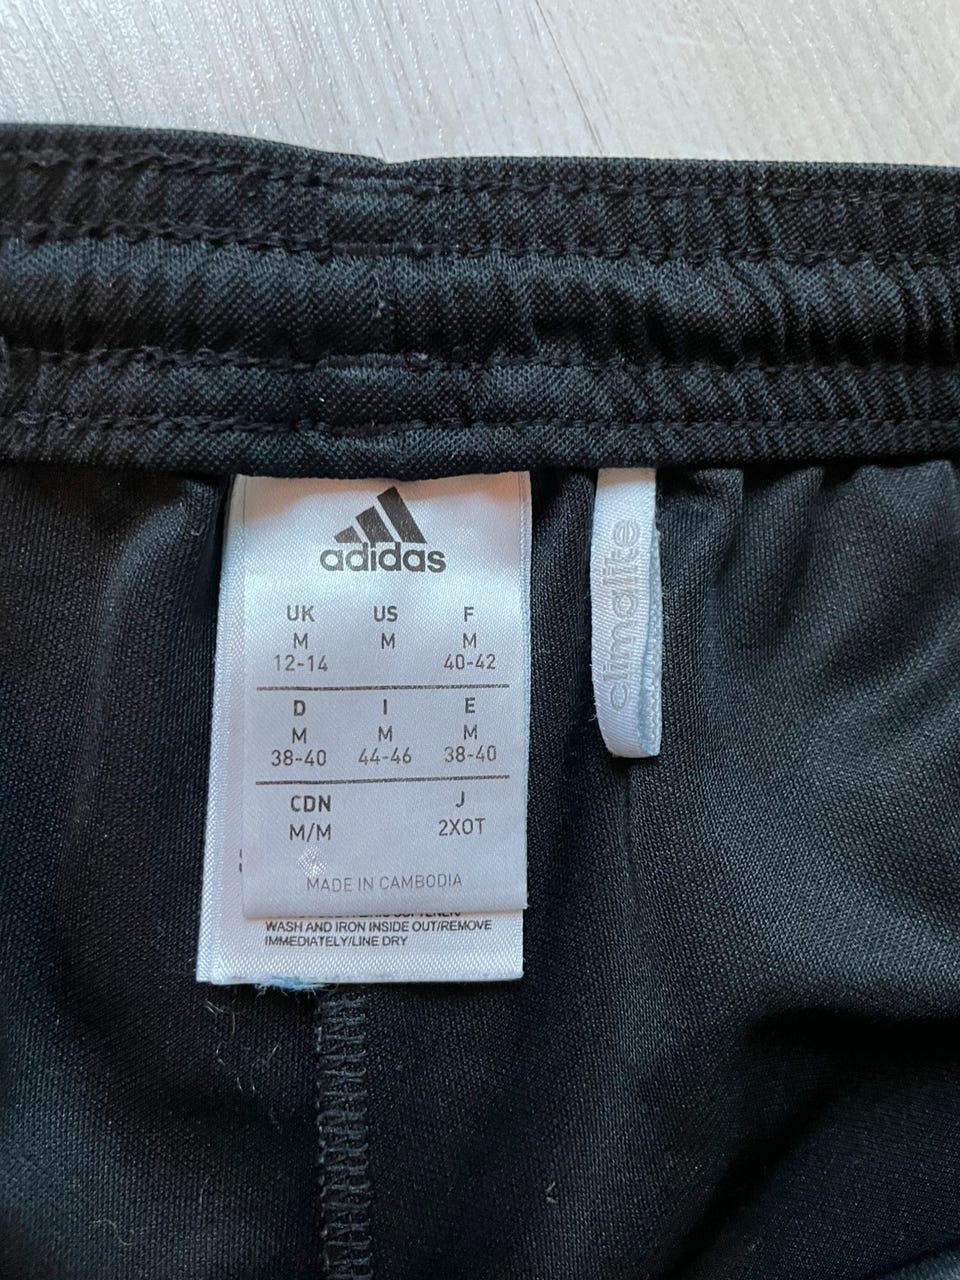 adidas
UK US F
M M M
12-14 40-42
D I E
M M M
38-40 44-46 38-40
CDN J
M/M 2XOT
MADE IN CAMBODIA
WASH AND IRON INSIDE OUT/REMOVE
IMMEDIATELY/LINE DRY
climalite